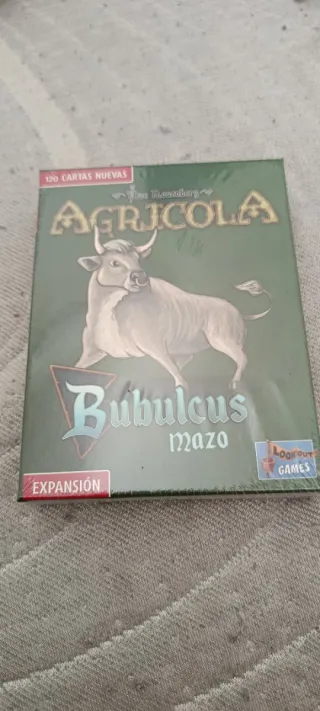 120 CARTAS NUEVAS
Uwe Rosenberg
AGRICOLA
Bubulcus
Mazo
LOOKOUT
GAMES
EXPANSIÓN